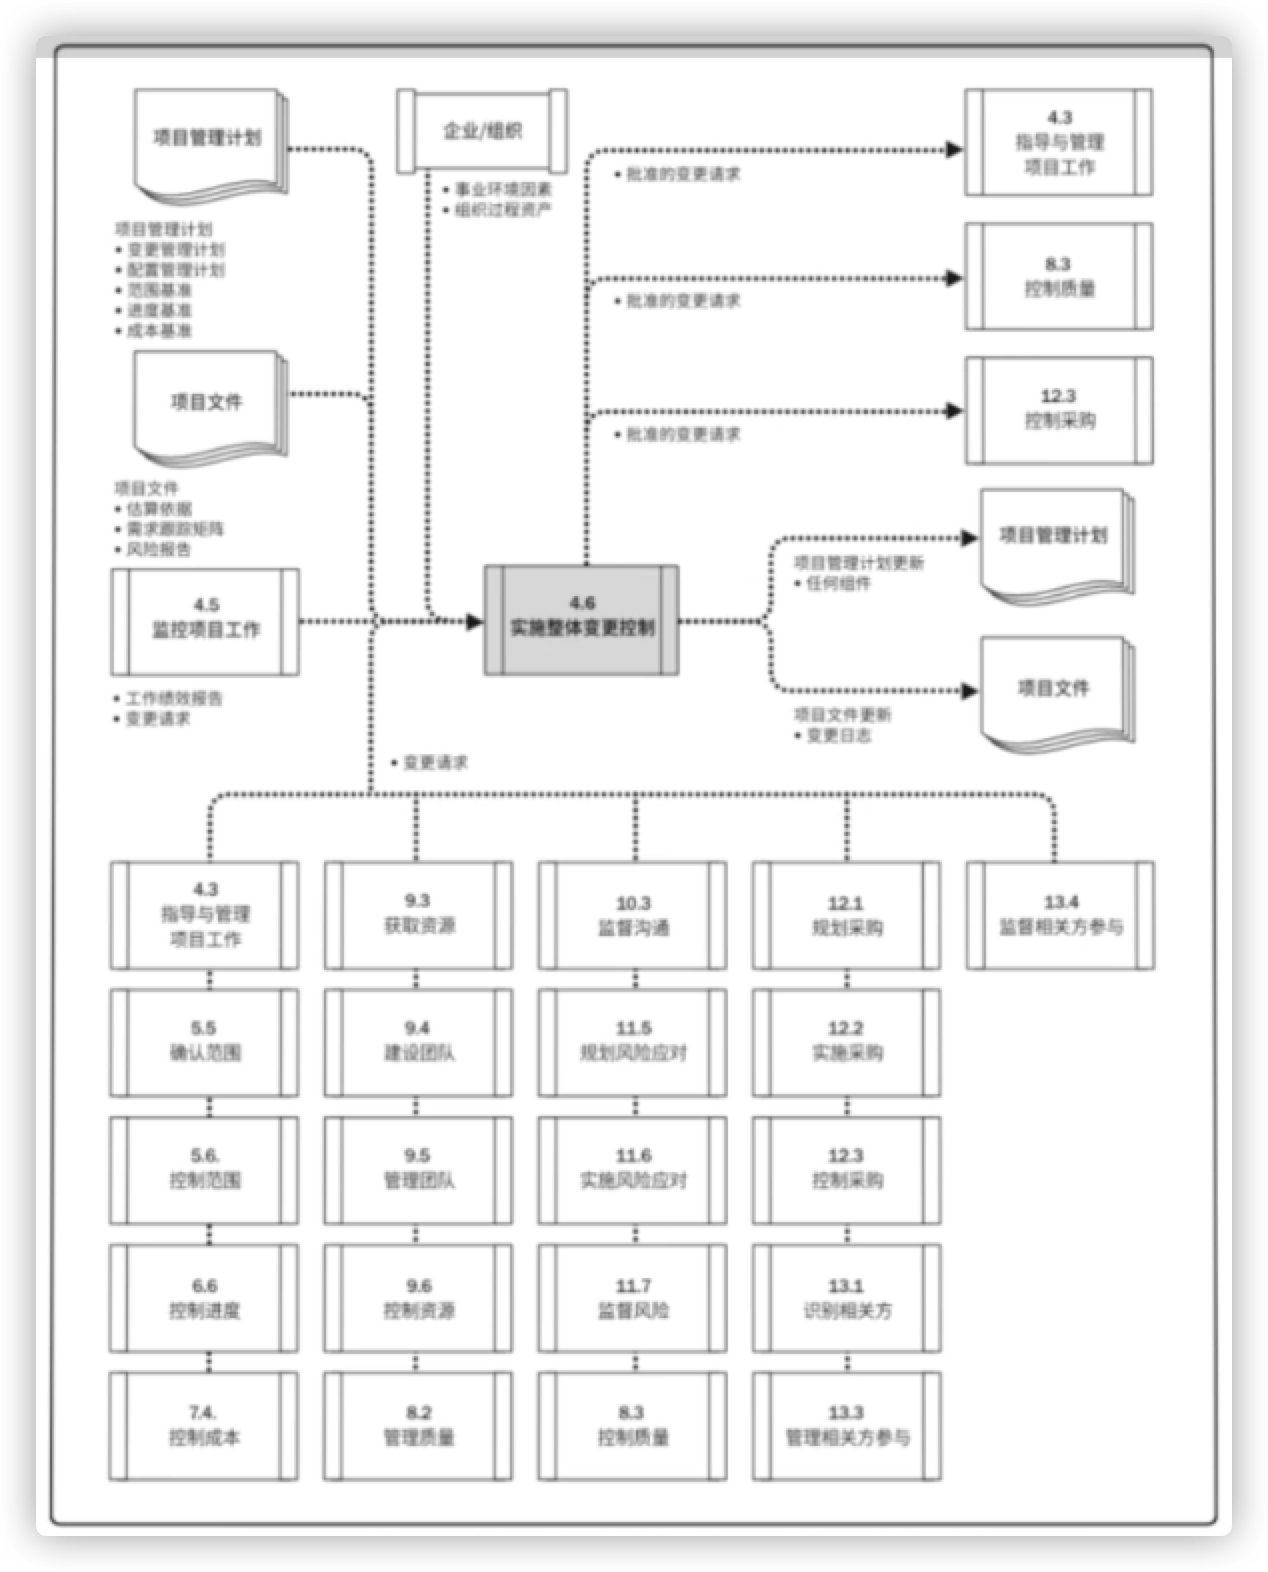 项目管理计划
项目管理计划
• 变更管理计划
• 配置管理计划
• 范围基准
• 进度基准
• 成本基准
企业/组织
• 事业环境因素
• 组织过程资产
• 批准的变更请求
4.3
指导与管理
项目工作
• 批准的变更请求
8.3
控制质量
• 批准的变更请求
12.3
控制采购
项目文件
项目文件
• 估算依据
• 需求跟踪矩阵
• 风险报告
4.5
监控项目工作
• 工作绩效报告
• 变更请求
4.6
实施整体变更控制
项目管理计划更新
• 任何组件
项目管理计划
项目文件更新
• 变更日志
项目文件
• 变更请求
4.3
指导与管理
项目工作
9.3
获取资源
10.3
监督沟通
12.1
规划采购
13.4
监督相关方参与
5.5
确认范围
9.4
建设团队
11.5
规划风险应对
12.2
实施采购
5.6.
控制范围
9.5
管理团队
11.6
实施风险应对
12.3
控制采购
6.6
控制进度
9.6
控制资源
11.7
监督风险
13.1
识别相关方
7.4.
控制成本
8.2
管理质量
8.3
控制质量
13.3
管理相关方参与